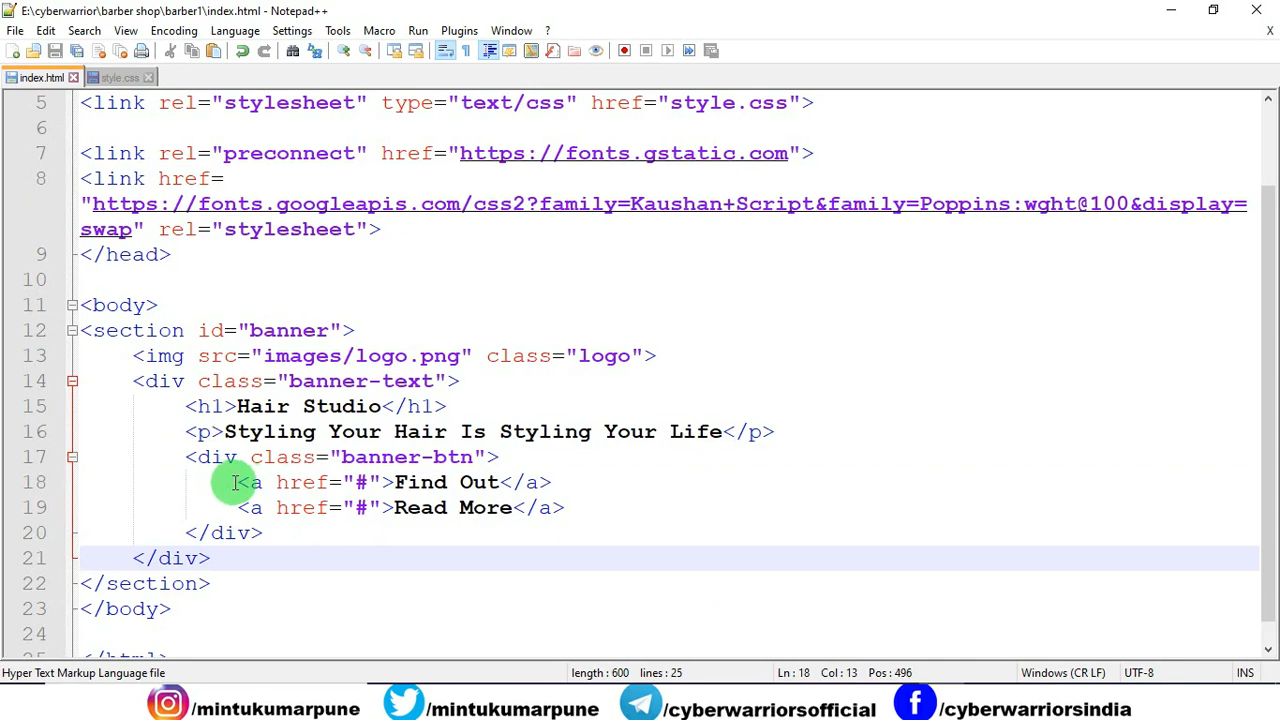 E:\cyberwarrior\barber shop\barber1\index.html - Notepad++
File Edit Search View Encoding Language Settings Tools Macro Run Plugins Window ? X
index.html style.css
5 <link rel="stylesheet" type="text/css" href="style.css">
6
7 <link rel="preconnect" href="https://fonts.gstatic.com">
8 <link href=
"https://fonts.googleapis.com/css2?family=Kaushan+Script&family=Poppins:wght@100&display=
swap" rel="stylesheet">
9 </head>
10
11 <body>
12 <section id="banner">
13 <img src="images/logo.png" class="logo">
14 <div class="banner-text">
15 <h1>Hair Studio</h1>
16 <p>Styling Your Hair Is Styling Your Life</p>
17 <div class="banner-btn">
18 <a href="#">Find Out</a>
19 <a href="#">Read More</a>
20 </div>
21 </div>
22 </section>
23 </body>
24
25 </html>
Hyper Text Markup Language file length : 600 lines : 25 Ln : 18 Col : 13 Pos : 496 Windows (CR LF) UTF-8 INS
/mintukumarpune /mintukumarpune /cyberwarriorsofficial /cyberwarriorsindia